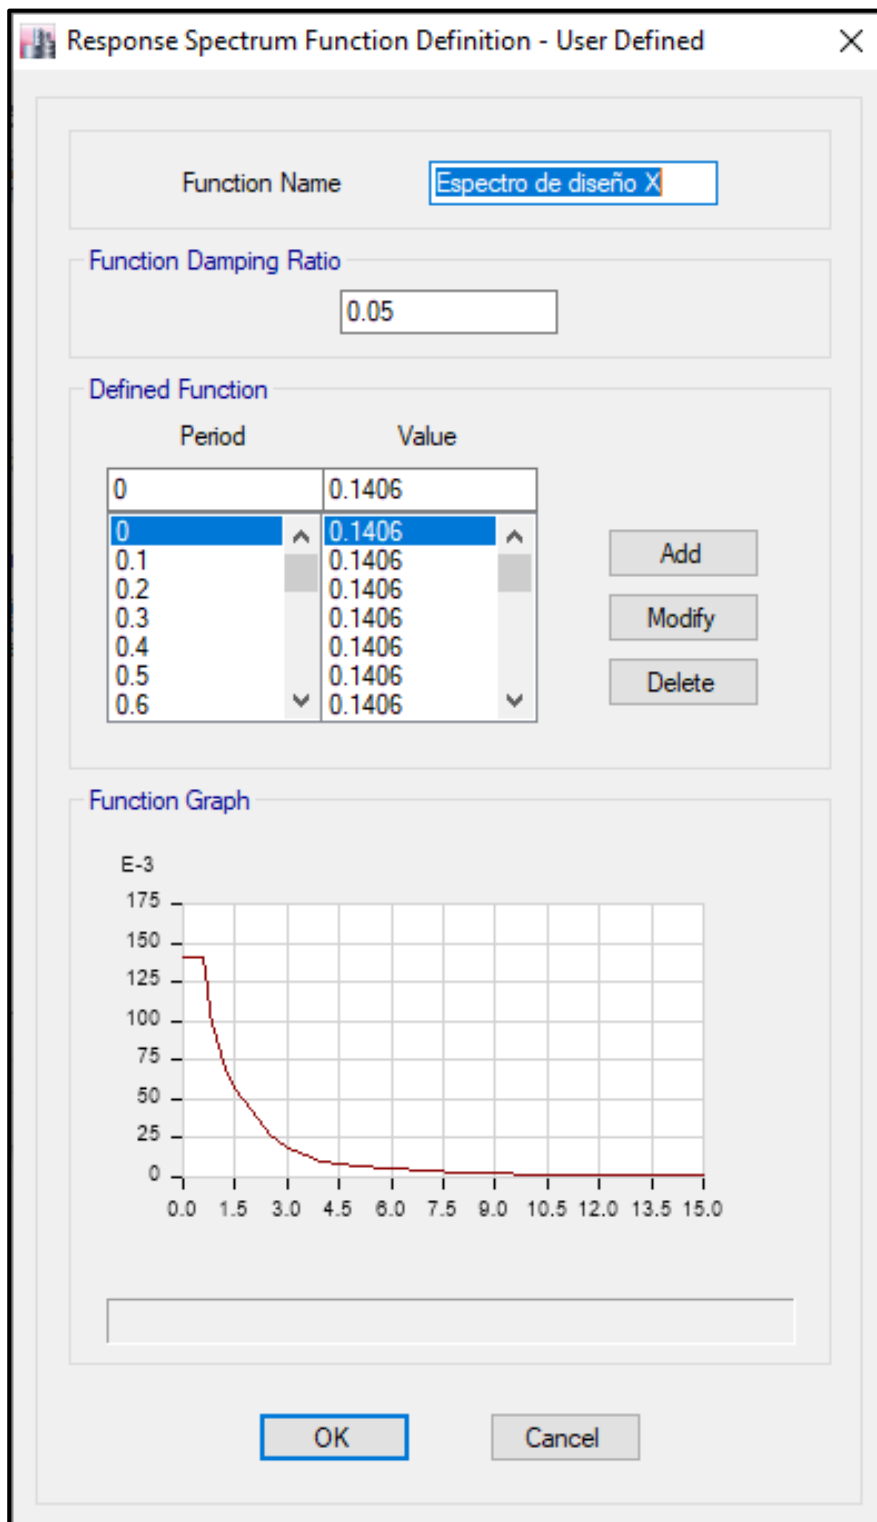 Response Spectrum Function Definition - User Defined
Function Name Espectro de diseño X
Function Damping Ratio
0.05
Defined Function
Period Value
0 0.1406
0 0.1406
0.1 0.1406
0.2 0.1406
0.3 0.1406
0.4 0.1406
0.5 0.1406
0.6 0.1406
Add
Modify
Delete
Function Graph
E-3
175
150
125
100
75
50
25
0
0.0 1.5 3.0 4.5 6.0 7.5 9.0 10.5 12.0 13.5 15.0
OK Cancel